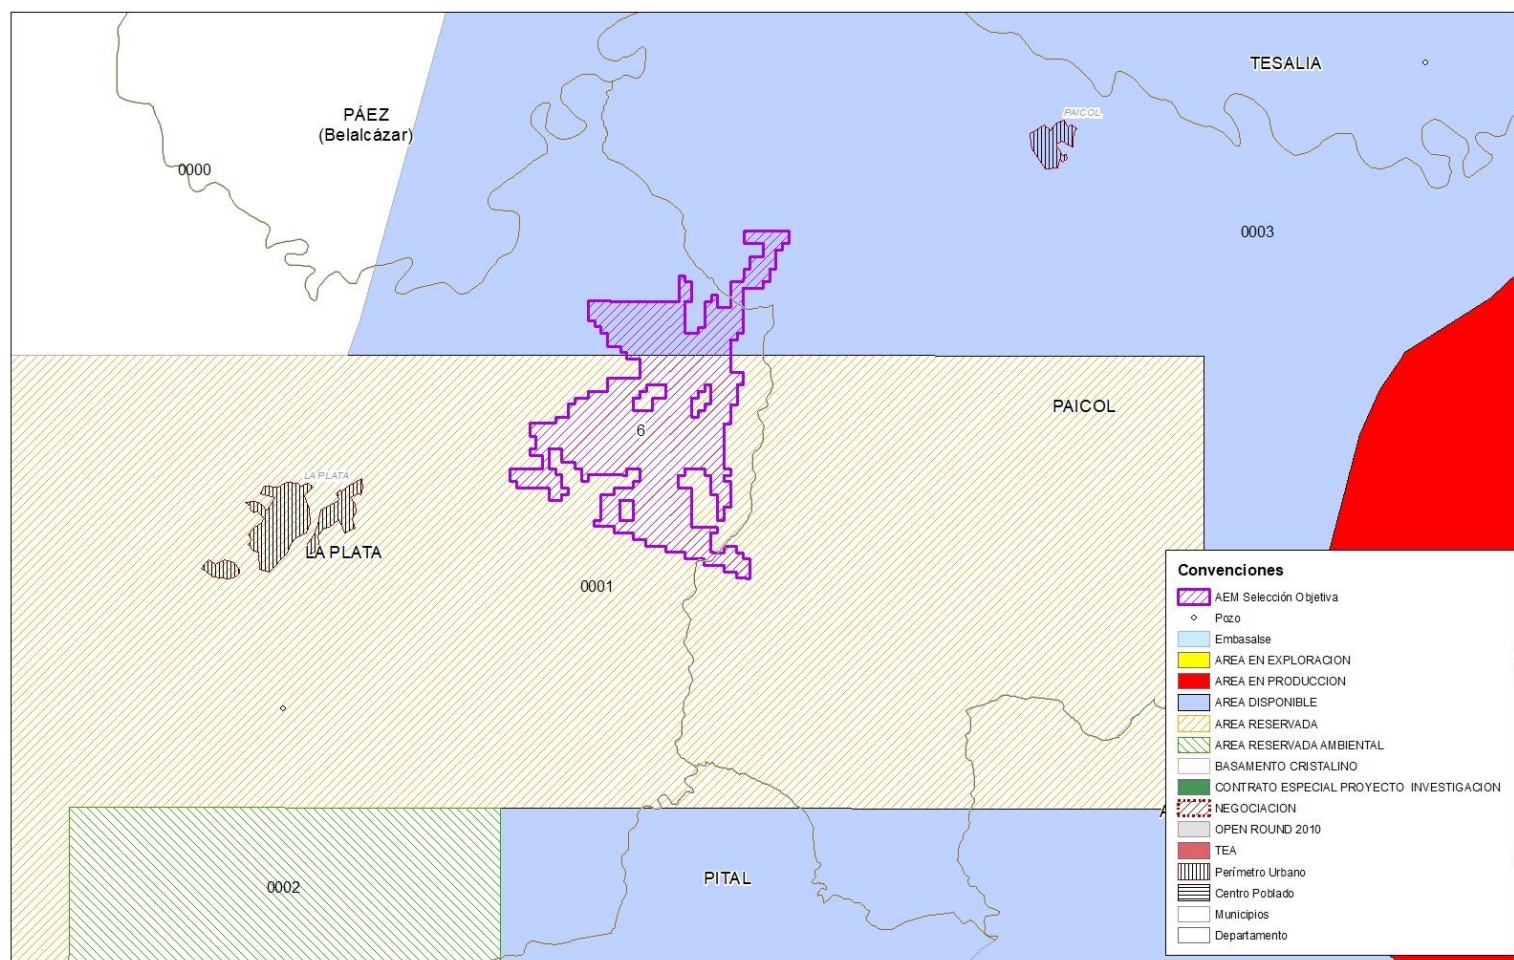 TESALIA
PAICOL
PÁEZ
(Belalcázar)
0000
0003
PAICOL
6
LA PLATA
LA PLATA
0001
0002
PITAL
A
Convenciones
AEM Selección Objetiva
Pozo
Embasalse
AREA EN EXPLORACION
AREA EN PRODUCCION
AREA DISPONIBLE
AREA RESERVADA
AREA RESERVADA AMBIENTAL
BASAMENTO CRISTALINO
CONTRATO ESPECIAL PROYECTO INVESTIGACION
NEGOCIACION
OPEN ROUND 2010
TEA
Perímetro Urbano
Centro Poblado
Municipios
Departamento